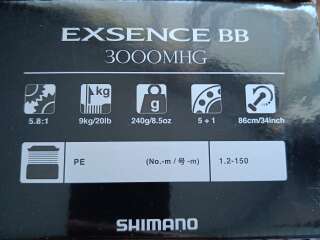 EXSENCE BB
3000MHG
kg
g
5.8:1 9kg/20lb 240g/8.5oz 5+1 86cm/34inch
PE (No.-m / 号-m) 1.2-150
SHIMANO